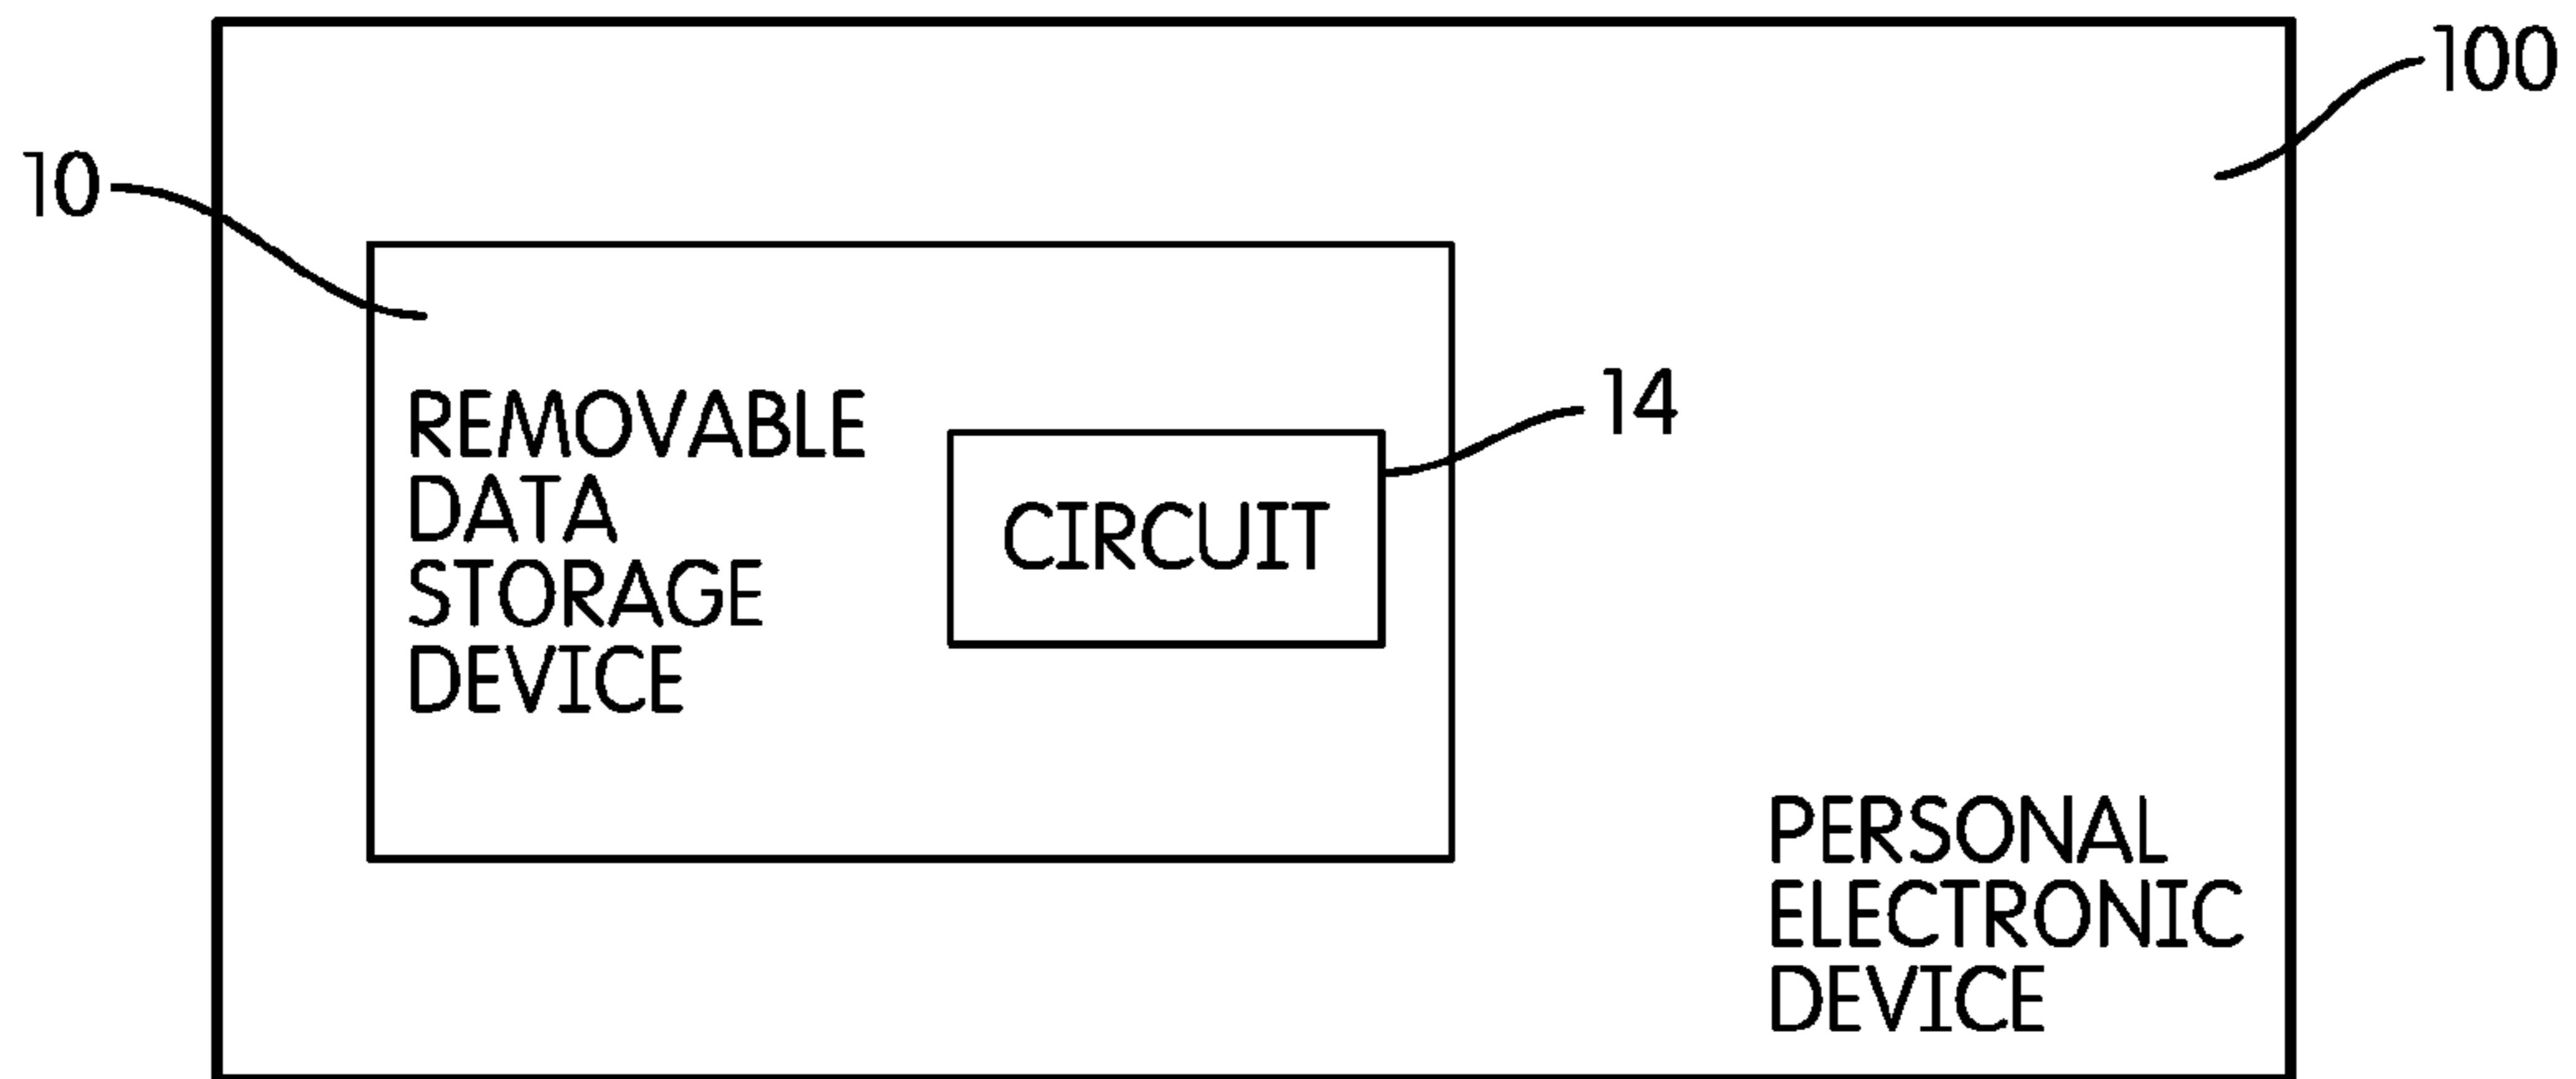 100
10
14
REMOVABLE
DATA
STORAGE
DEVICE
CIRCUIT
PERSONAL
ELECTRONIC
DEVICE